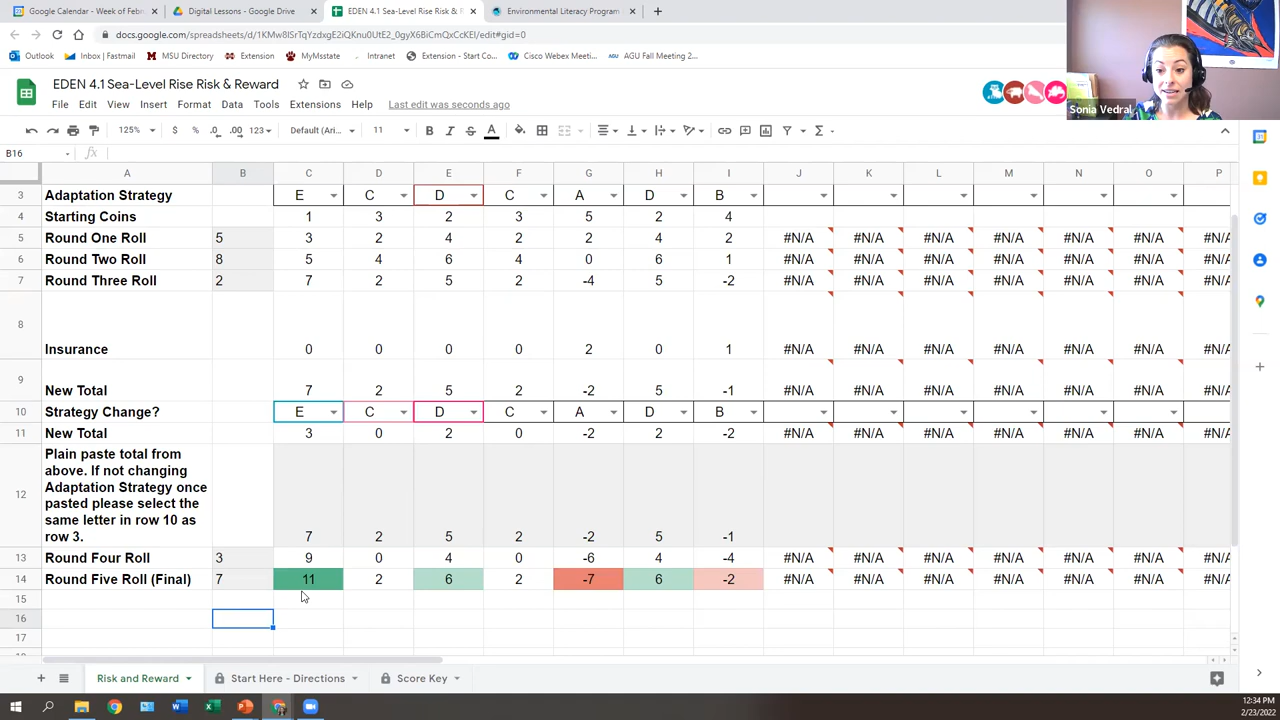 Google Calendar - Week of Feb
Digital Lessons - Google Drive
EDEN 4.1 Sea-Level Rise Risk & R
Environmental Literacy Program
docs.google.com/spreadsheets/d/
/edit#gid=0
Outlook Inbox | Fastmail MSU Directory Extension MyMsstate Intranet Extension - Start Co... Cisco Webex Meetin... AGU Fall Meeting 2...
EDEN 4.1 Sea-Level Rise Risk & Reward
File Edit View Insert Format Data Tools Extensions Help Last edit was seconds ago
Sonia Vedral
125% $ % .0 .00 123 Default (Ari... 11 B I S A
B16 fx
A B C D E F G H I J K L M N O P
3 Adaptation Strategy E C D C A D B
4 Starting Coins 1 3 2 3 5 2 4
5 Round One Roll 5 3 2 4 2 2 4 2 #N/A #N/A #N/A #N/A #N/A #N/A #N/A
6 Round Two Roll 8 5 4 6 4 0 6 1 #N/A #N/A #N/A #N/A #N/A #N/A #N/A
7 Round Three Roll 2 7 2 5 2 -4 5 -2 #N/A #N/A #N/A #N/A #N/A #N/A #N/A
8 Insurance 0 0 0 0 2 0 1 #N/A #N/A #N/A #N/A #N/A #N/A #N/A
9 New Total 7 2 5 2 -2 5 -1 #N/A #N/A #N/A #N/A #N/A #N/A #N/A
10 Strategy Change? E C D C A D B
11 New Total 3 0 2 0 -2 2 -2 #N/A #N/A #N/A #N/A #N/A #N/A #N/A
Plain paste total from
above. If not changing
Adaptation Strategy once
12 pasted please select the
same letter in row 10 as
row 3. 7 2 5 2 -2 5 -1
13 Round Four Roll 3 9 0 4 0 -6 4 -4 #N/A #N/A #N/A #N/A #N/A #N/A #N/A
14 Round Five Roll (Final) 7 11 2 6 2 -7 6 -2 #N/A #N/A #N/A #N/A #N/A #N/A #N/A
15
16
17
Risk and Reward Start Here - Directions Score Key
12:34 PM
2/23/2022